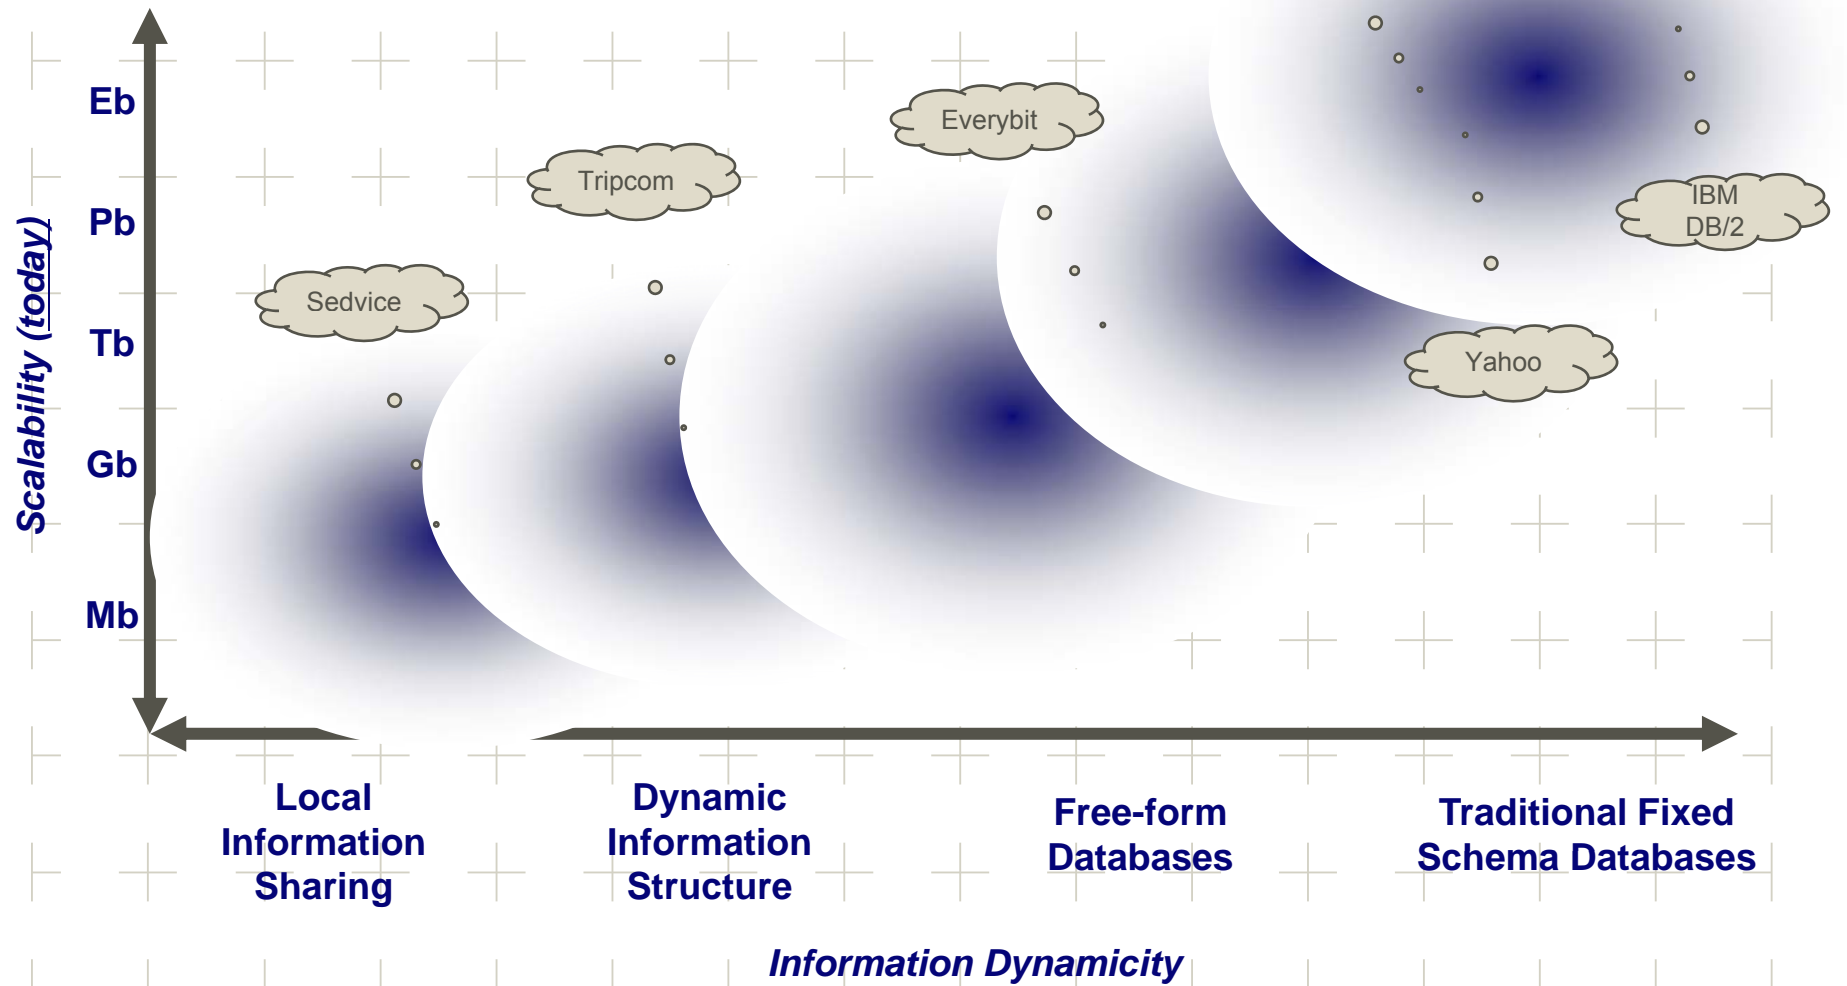 Eb
Pb
Tb
Gb
Mb
Scalability (today)
Sedvice
Tripcom
Everybit
Yahoo
IBM
DB/2
Local
Information
Sharing
Dynamic
Information
Structure
Free-form
Databases
Traditional Fixed
Schema Databases
Information Dynamicity